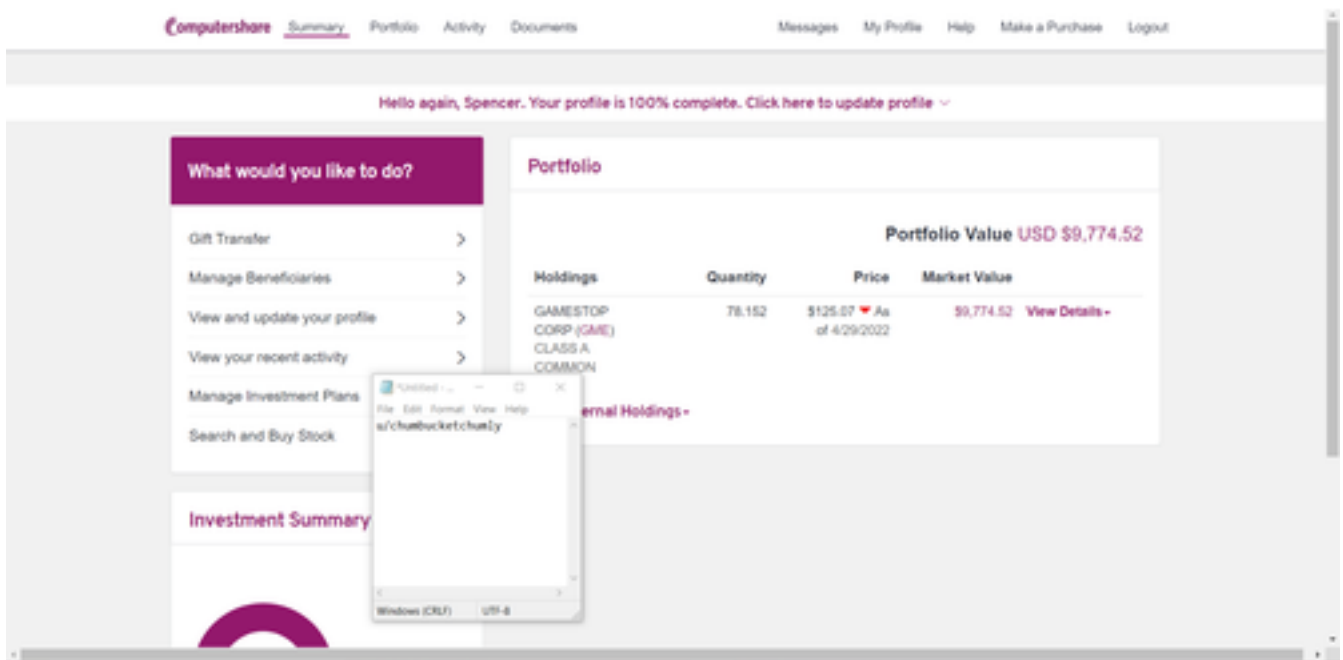 Computershare Summary Portfolio Activity Documents Messages My Profile Help Make a Purchase Logout
Hello again, Spencer. Your profile is 100% complete. Click here to update profile
What would you like to do?
Gift Transfer
Manage Beneficiaries
View and update your profile
View your recent activity
Manage Investment Plans
Search and Buy Stock
Portfolio
Portfolio Value USD $9,774.52
Holdings Quantity Price Market Value
GAMESTOP 78.152 $125.07 As $9,774.52 View Details
CORP (GME) of 4/29/2022
CLASS A
COMMON
ernal Holdings
*Untitled - ...
File Edit Format View Help
u/chumbucketchumly
Windows (CRLF) UTF-8
Investment Summary